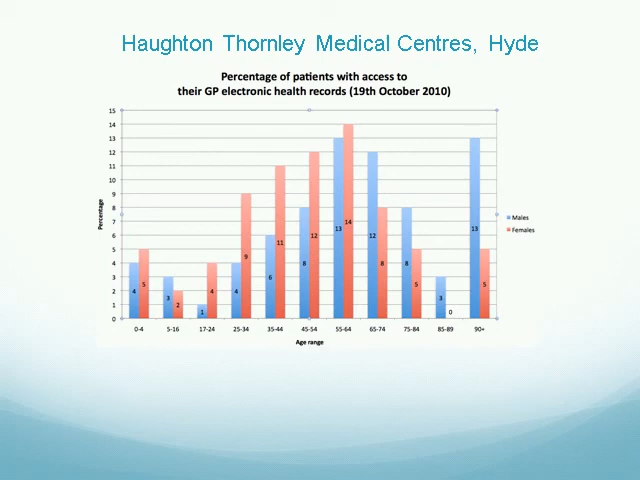 Haughton Thornley Medical Centres, Hyde
Percentage of patients with access to
their GP electronic health records (19th October 2010)
15
14
13
12
11
10
9
8
7
6
5
4
3
2
1
0
Percentage
4 5 3 2 1 4 4 9 6 11 8 12 13 14 12 8 8 5 3 0 13 5
0-4 5-16 17-24 25-34 35-44 45-54 55-64 65-74 75-84 85-89 90+
Age range
Males
Females